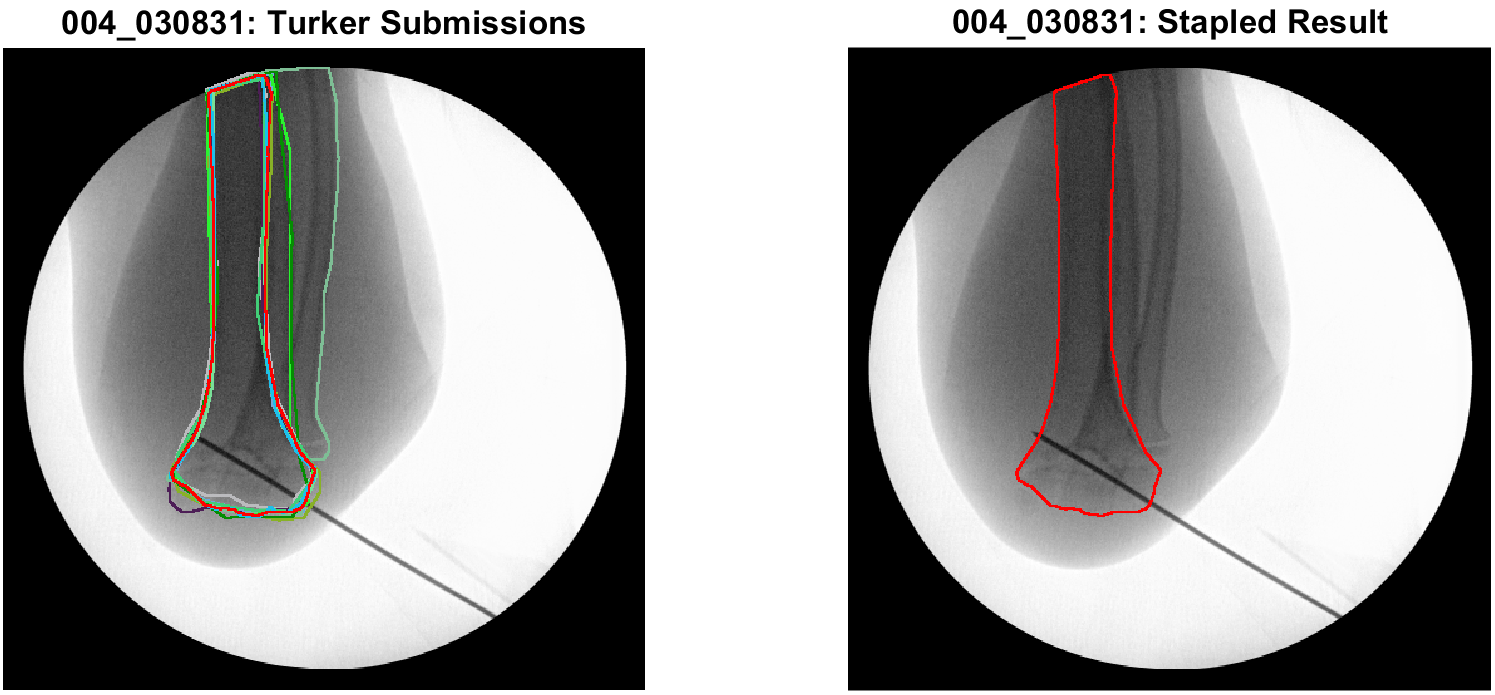 004_030831: Turker Submissions
004_030831: Stapled Result